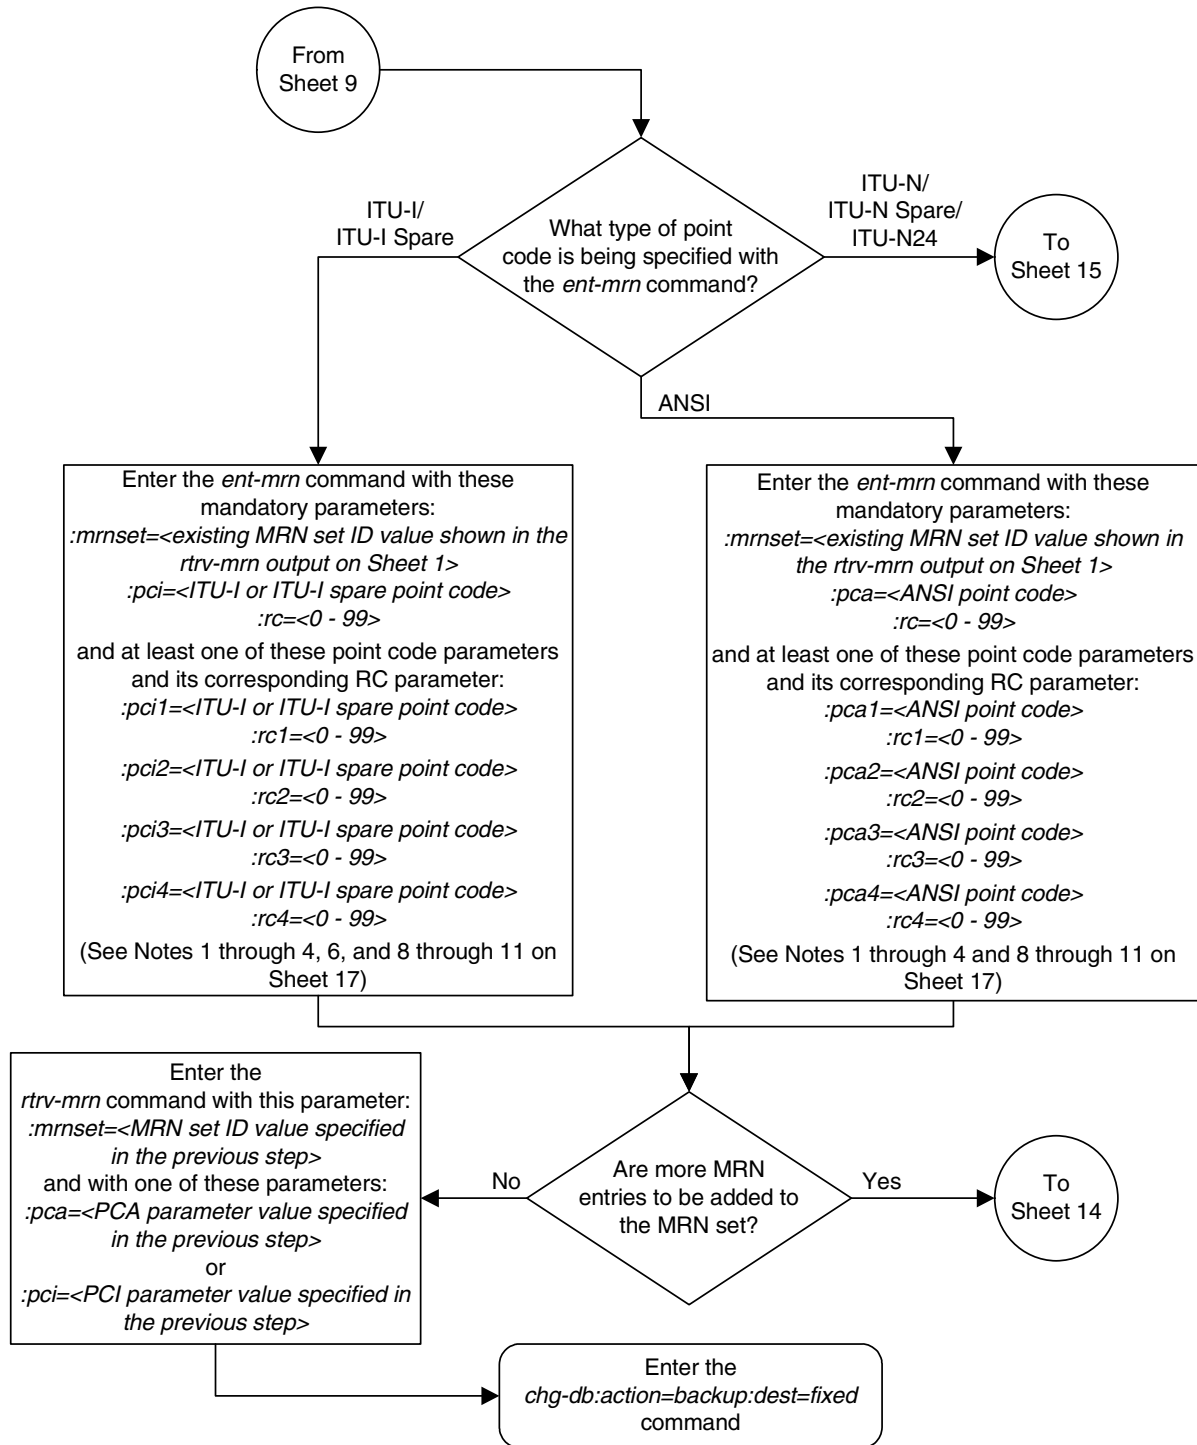 From
Sheet 9
What type of point
code is being specified with
the ent-mrn command?
ITU-I/
ITU-I Spare
ITU-N/
ITU-N Spare/
ITU-N24
To
Sheet 15
ANSI
Enter the ent-mrn command with these
mandatory parameters:
:mrnset=<existing MRN set ID value shown in the
rtrv-mrn output on Sheet 1>
:pci=<ITU-I or ITU-I spare point code>
:rc=<0 - 99>
and at least one of these point code parameters
and its corresponding RC parameter:
:pci1=<ITU-I or ITU-I spare point code>
:rc1=<0 - 99>
:pci2=<ITU-I or ITU-I spare point code>
:rc2=<0 - 99>
:pci3=<ITU-I or ITU-I spare point code>
:rc3=<0 - 99>
:pci4=<ITU-I or ITU-I spare point code>
:rc4=<0 - 99>
(See Notes 1 through 4, 6, and 8 through 11 on
Sheet 17)
Enter the ent-mrn command with these
mandatory parameters:
:mrnset=<existing MRN set ID value shown in
the rtrv-mrn output on Sheet 1>
:pca=<ANSI point code>
:rc=<0 - 99>
and at least one of these point code parameters
and its corresponding RC parameter:
:pca1=<ANSI point code>
:rc1=<0 - 99>
:pca2=<ANSI point code>
:rc2=<0 - 99>
:pca3=<ANSI point code>
:rc3=<0 - 99>
:pca4=<ANSI point code>
:rc4=<0 - 99>
(See Notes 1 through 4 and 8 through 11 on
Sheet 17)
Are more MRN
entries to be added to
the MRN set?
No
Yes
To
Sheet 14
Enter the
rtrv-mrn command with this parameter:
:mrnset=<MRN set ID value specified
in the previous step>
and with one of these parameters:
:pca=<PCA parameter value specified
in the previous step>
or
:pci=<PCI parameter value specified in
the previous step>
Enter the
chg-db:action=backup:dest=fixed
command